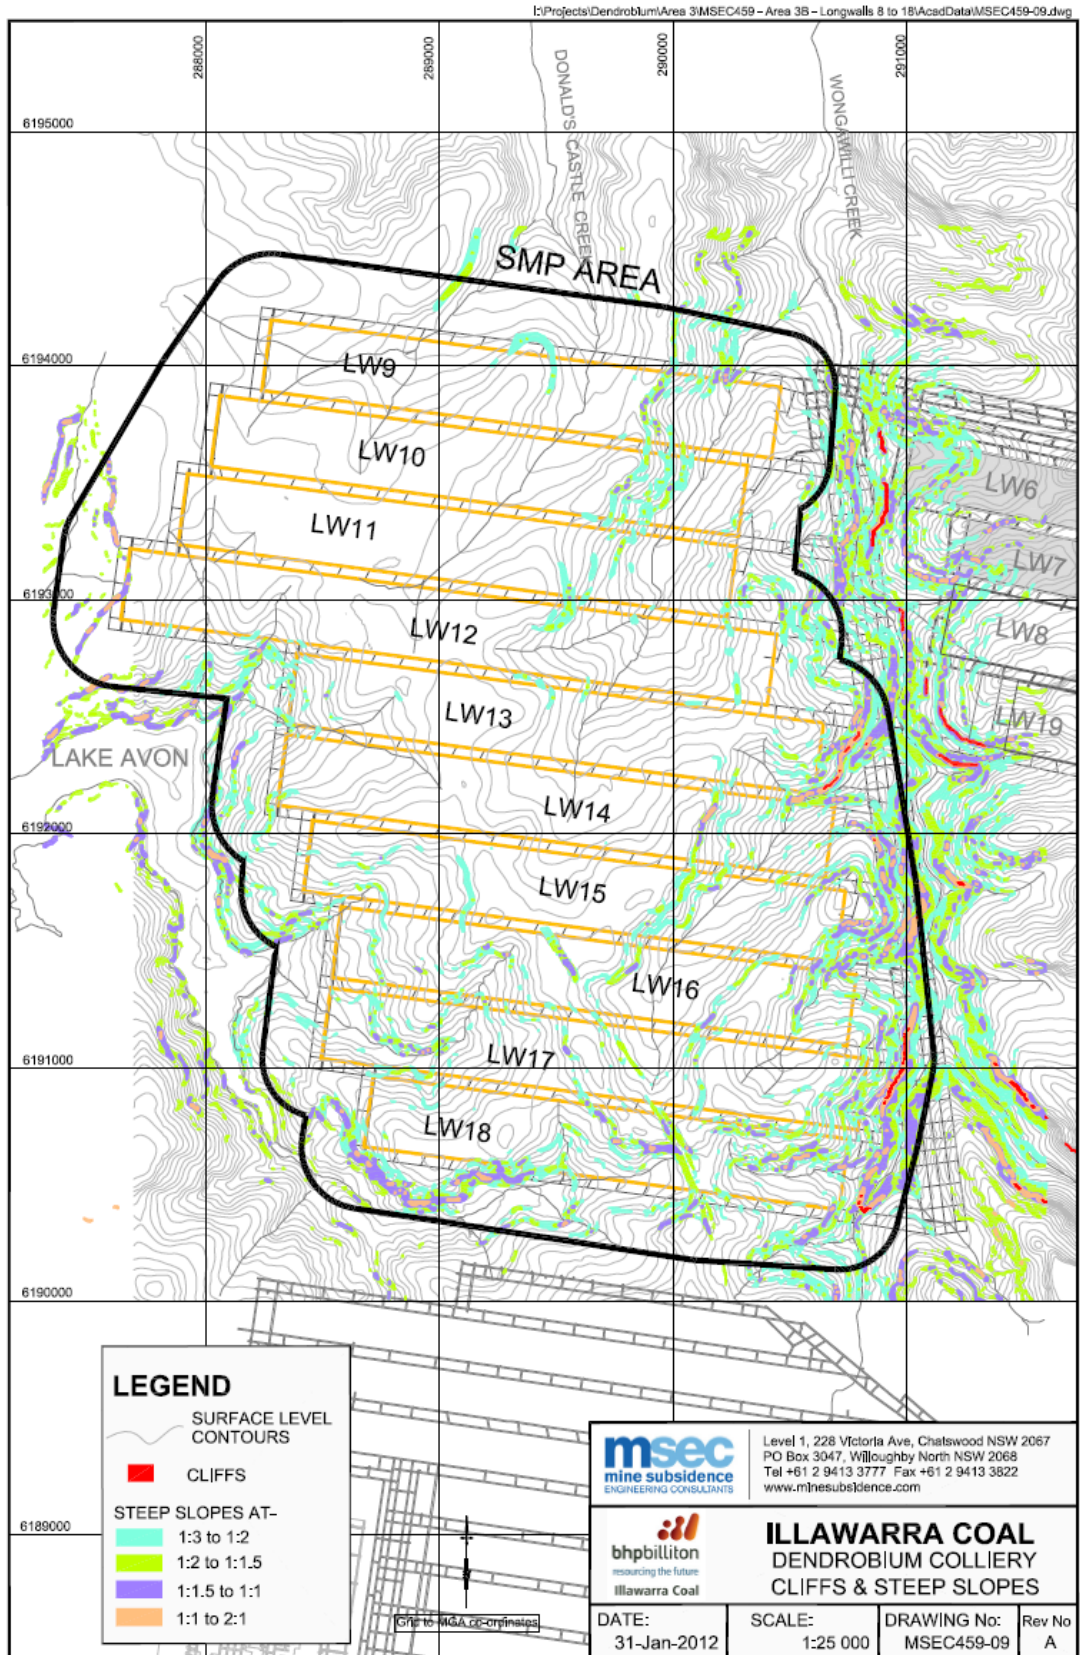 I:\Projects\Dendrobium\Area 3\MSEC459 - Area 3B - Longwalls 8 to 18\AcadData\MSEC459-09.dwg
288000
289000
290000
291000
DONALD'S CASTLE CREEK
WONGAWILLI CREEK
6195000
SMP AREA
6194000
LW9
LW10
LW6
LW11
LW7
6193000
LW12
LW8
LW13
LW19
LAKE AVON
LW14
6192000
LW15
LW16
LW17
6191000
LW18
6190000
LEGEND
SURFACE LEVEL
CONTOURS
CLIFFS
STEEP SLOPES AT-
1:3 to 1:2
1:2 to 1:1.5
1:1.5 to 1:1
1:1 to 2:1
6189000
N
Grid to MGA co-ordinates
msec
mine subsidence
ENGINEERING CONSULTANTS
Level 1, 228 Victoria Ave, Chatswood NSW 2067
PO Box 3047, Willoughby North NSW 2068
Tel +61 2 9413 3777 Fax +61 2 9413 3822
www.minesubsidence.com
bhpbilliton
resourcing the future
Illawarra Coal
ILLAWARRA COAL
DENDROBIUM COLLIERY
CLIFFS & STEEP SLOPES
DATE:
31-Jan-2012
SCALE:
1:25 000
DRAWING No:
MSEC459-09
Rev No
A